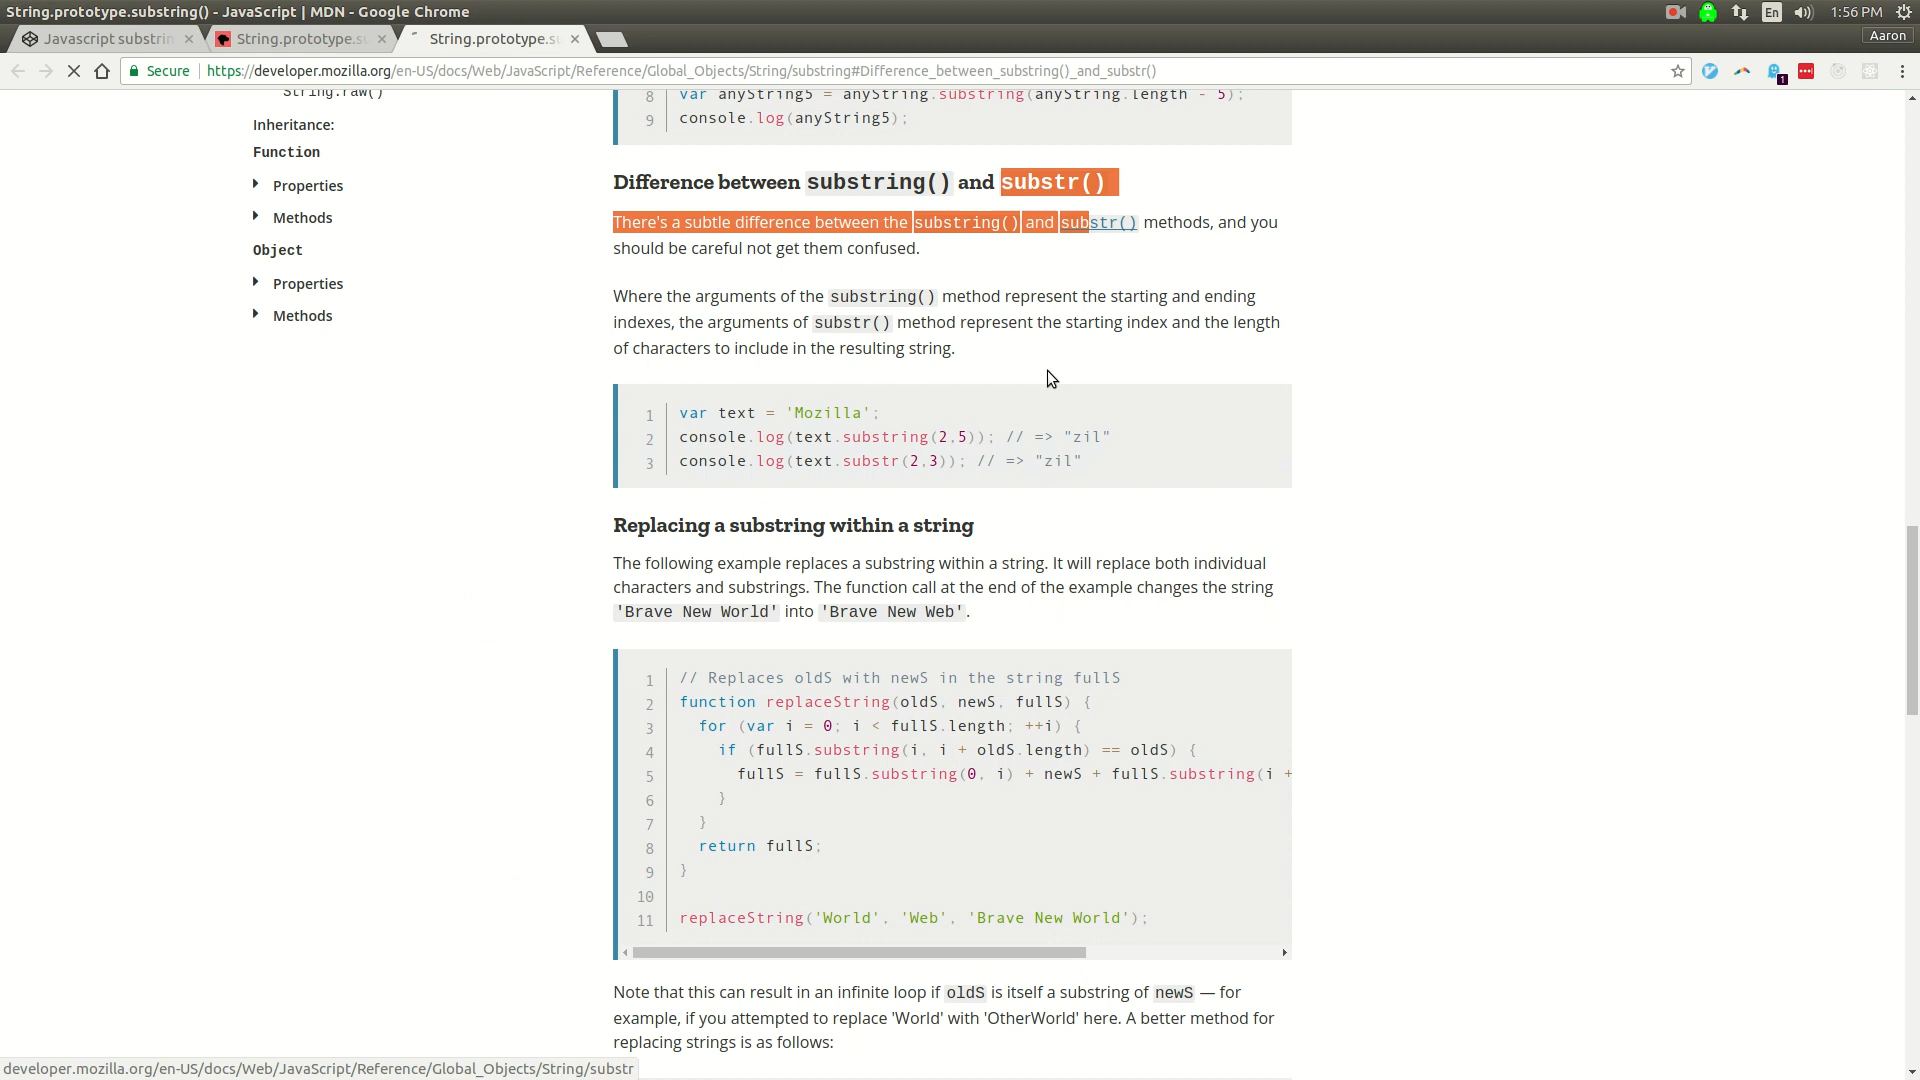 String.prototype.substring() - JavaScript | MDN - Google Chrome
En
1:56 PM
Javascript substrin
String.prototype.su
String.prototype.su
Aaron
Secure
https://developer.mozilla.org/en-US/docs/Web/JavaScript/Reference/Global_Objects/String/substring#Difference_between_substring()_and_substr()
1
String.raw()
Inheritance:
Function
Properties
Methods
Object
Properties
Methods
8 var anyString5 = anyString.substring(anyString.length - 5);
9 console.log(anyString5);
Difference between substring() and substr()
There's a subtle difference between the substring() and substr() methods, and you
should be careful not get them confused.
Where the arguments of the substring() method represent the starting and ending
indexes, the arguments of substr() method represent the starting index and the length
of characters to include in the resulting string.
1 var text = 'Mozilla';
2 console.log(text.substring(2,5)); // => "zil"
3 console.log(text.substr(2,3)); // => "zil"
Replacing a substring within a string
The following example replaces a substring within a string. It will replace both individual
characters and substrings. The function call at the end of the example changes the string
'Brave New World' into 'Brave New Web'.
1 // Replaces oldS with newS in the string fullS
2 function replaceString(oldS, newS, fullS) {
3 for (var i = 0; i < fullS.length; ++i) {
4 if (fullS.substring(i, i + oldS.length) == oldS) {
5 fullS = fullS.substring(0, i) + newS + fullS.substring(i +
6 }
7 }
8 return fullS;
9 }
10
11 replaceString('World', 'Web', 'Brave New World');
Note that this can result in an infinite loop if oldS is itself a substring of newS — for
example, if you attempted to replace 'World' with 'OtherWorld' here. A better method for
replacing strings is as follows:
developer.mozilla.org/en-US/docs/Web/JavaScript/Reference/Global_Objects/String/substr